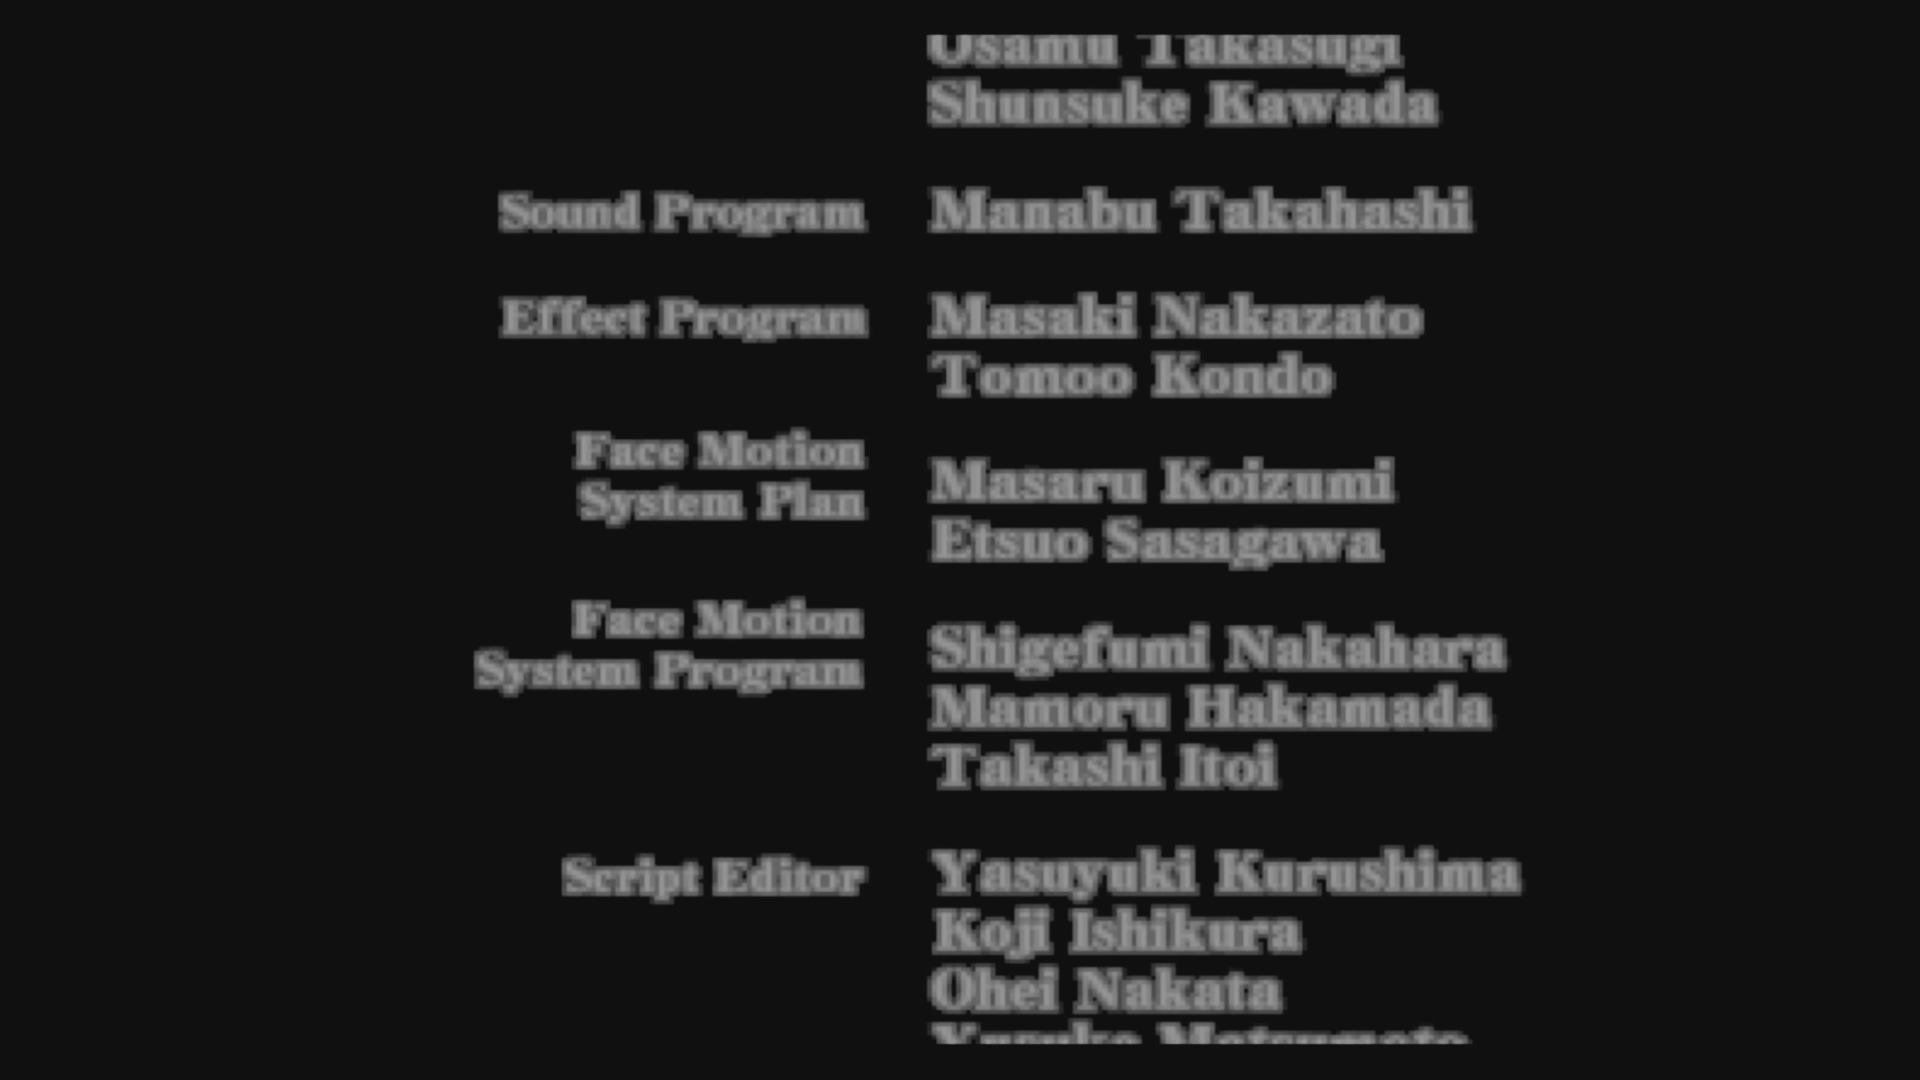 Osamu Takasugi
Shunsuke Kawada
Sound Program Manabu Takahashi
Effect Program Masaki Nakazato
Tomoo Kondo
Face Motion
System Plan Masaru Koizumi
Etsuo Sasagawa
Face Motion
System Program Shigefumi Nakahara
Mamoru Hakamada
Takashi Itoi
Script Editor Yasuyuki Kurushima
Koji Ishikura
Ohei Nakata